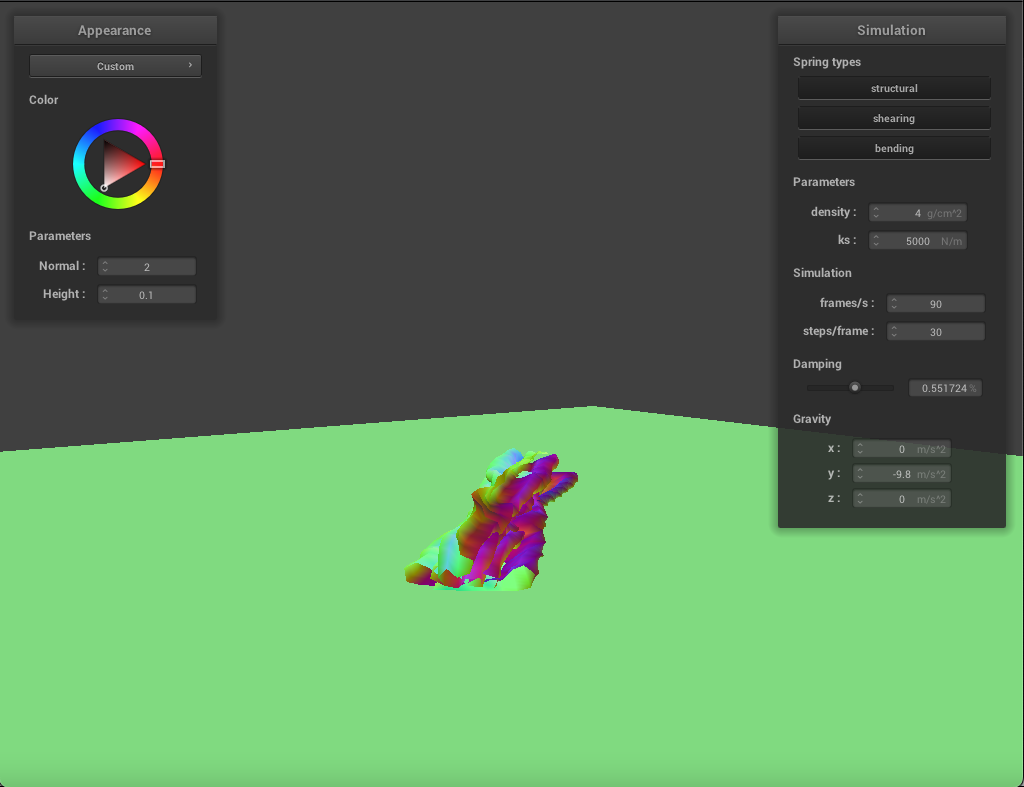 Appearance
Custom
Color
Parameters
Normal : 2
Height : 0.1
Simulation
Spring types
structural
shearing
bending
Parameters
density : 4 g/cm^2
ks : 5000 N/m
Simulation
frames/s : 90
steps/frame : 30
Damping
0.551724 %
Gravity
x : 0 m/s^2
y : -9.8 m/s^2
z : 0 m/s^2